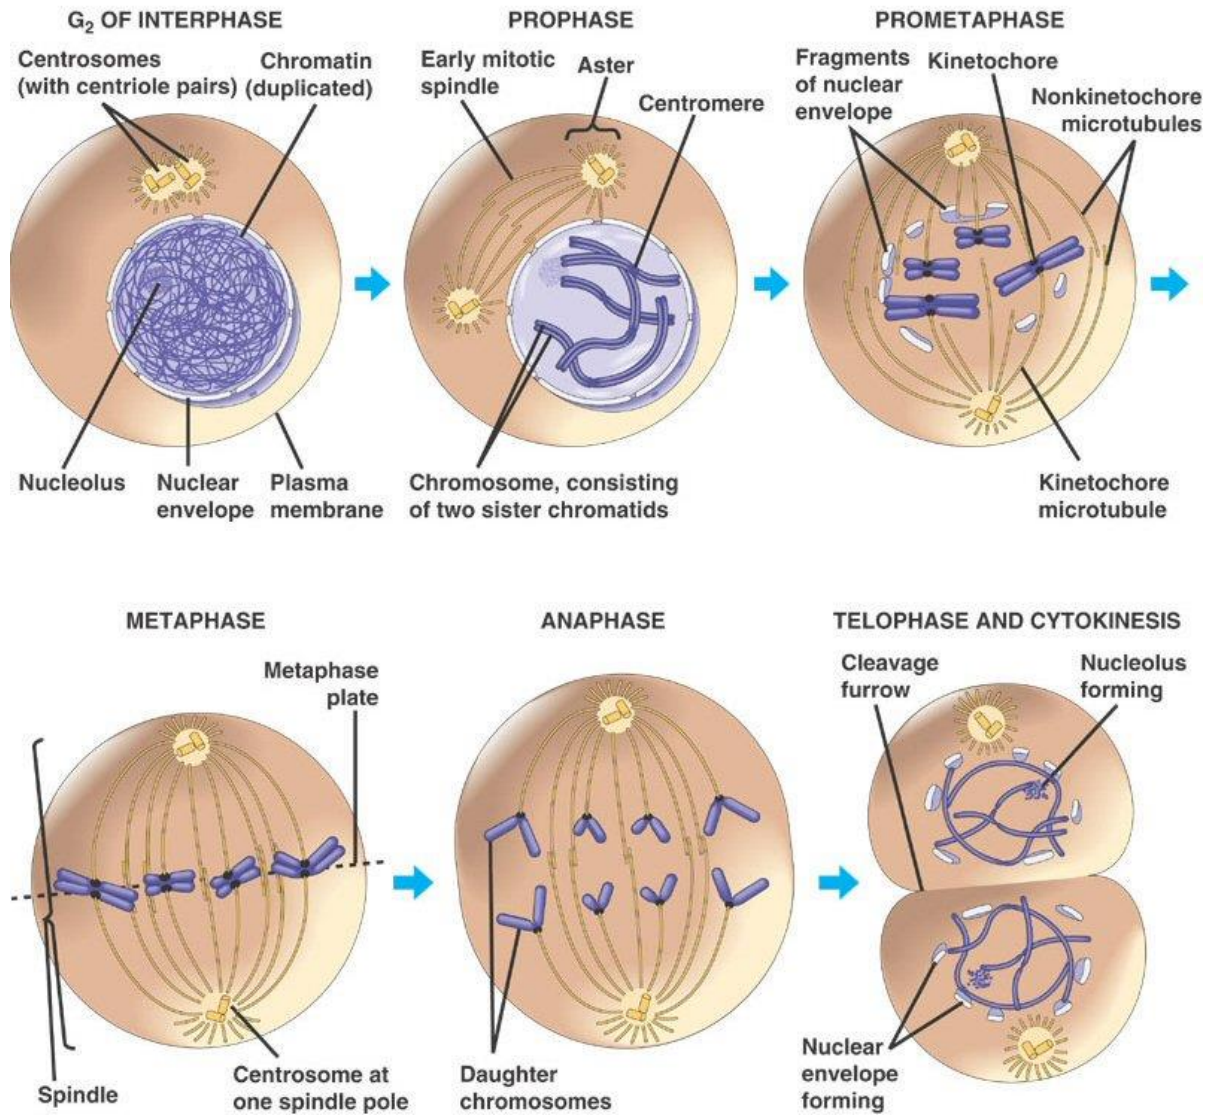 G₂ OF INTERPHASE
Centrosomes
(with centriole pairs)
Chromatin
(duplicated)
Nucleolus
Nuclear
envelope
Plasma
membrane
PROPHASE
Early mitotic
spindle
Aster
Centromere
Chromosome, consisting
of two sister chromatids
PROMETAPHASE
Fragments
of nuclear
envelope
Kinetochore
Nonkinetochore
microtubules
Kinetochore
microtubule
METAPHASE
Metaphase
plate
Spindle
Centrosome at
one spindle pole
ANAPHASE
Daughter
chromosomes
TELOPHASE AND CYTOKINESIS
Cleavage
furrow
Nucleolus
forming
Nuclear
envelope
forming